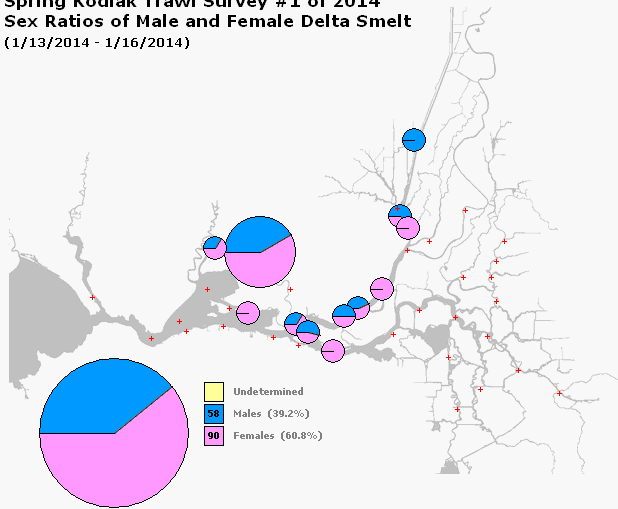 Spring Kodiak Trawl Survey #1 of 2014
Sex Ratios of Male and Female Delta Smelt
(1/13/2014 - 1/16/2014)
Undetermined
58 Males (39.2%)
90 Females (60.8%)